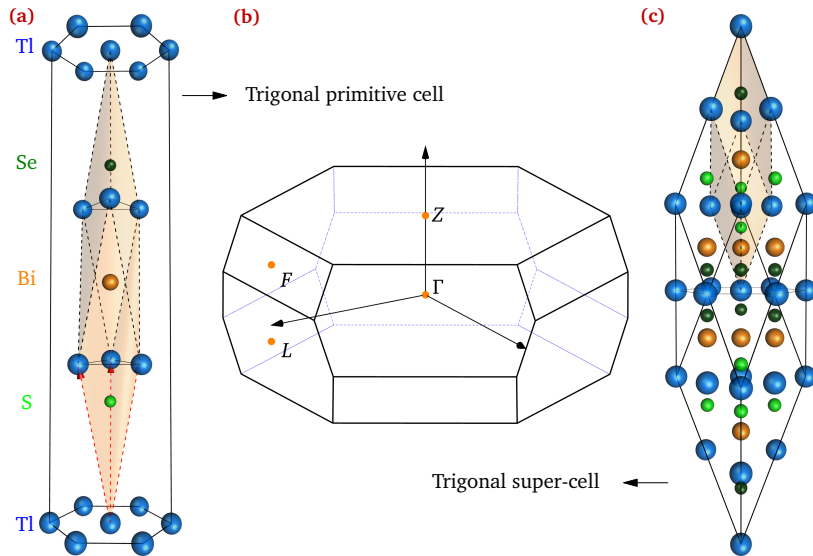 (a)
Tl
Trigonal primitive cell
Se
Bi
S
Tl
(b)
Z
Γ
F
L
(c)
Trigonal super-cell